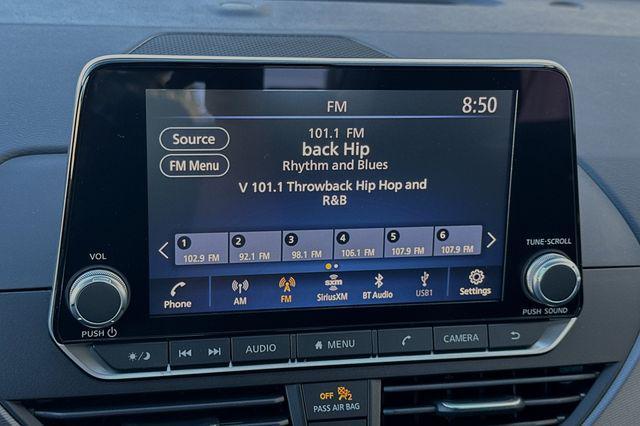 FM
8:50
Source
FM Menu
101.1 FM
back Hip
Rhythm and Blues
V 101.1 Throwback Hip Hop and
R&B
1 2 3 4 5 6
102.9 FM 92.1 FM 98.1 FM 106.1 FM 107.9 FM 107.9 FM
Phone AM FM sxm SiriusXM BT Audio USB1 Settings
VOL
PUSH
TUNE·SCROLL
PUSH SOUND
AUDIO MENU CAMERA
OFF 2
PASS AIR BAG